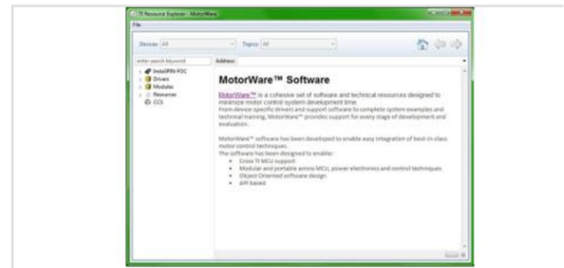 TI Resource Explorer - MotorWare
File
Devices: All Topics: All
enter search keyword Address:
InstaSPIN-FOC
Drivers
Modules
Resources
CCS
MotorWare™ Software
MotorWare™ is a cohesive set of software and technical resources designed to
minimize motor control system development time.
From device-specific drivers and support software to complete system examples and
technical training, MotorWare™ provides support for every stage of development and
evaluation.
MotorWare™ software has been developed to enable easy integration of best-in-class
motor control techniques.
The software has been designed to enable:
• Cross TI MCU support
• Modular and portable across MCU, power electronics and control techniques
• Object Oriented software design
• API based